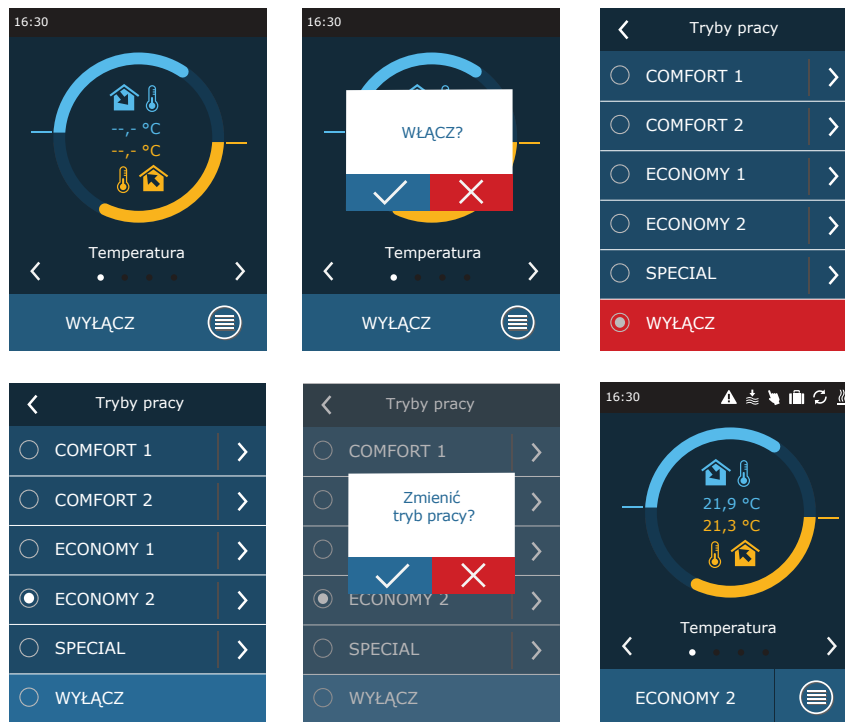 16:30
--,- °C
--,- °C
Temperatura
WYŁĄCZ
16:30
WŁĄCZ?
Temperatura
WYŁĄCZ
Tryby pracy
COMFORT 1
COMFORT 2
ECONOMY 1
ECONOMY 2
SPECIAL
WYŁĄCZ
Tryby pracy
COMFORT 1
COMFORT 2
ECONOMY 1
ECONOMY 2
SPECIAL
WYŁĄCZ
Tryby pracy
COMFORT 1
Zmienić
tryb pracy?
ECONOMY 2
SPECIAL
WYŁĄCZ
16:30
21,9 °C
21,3 °C
Temperatura
ECONOMY 2